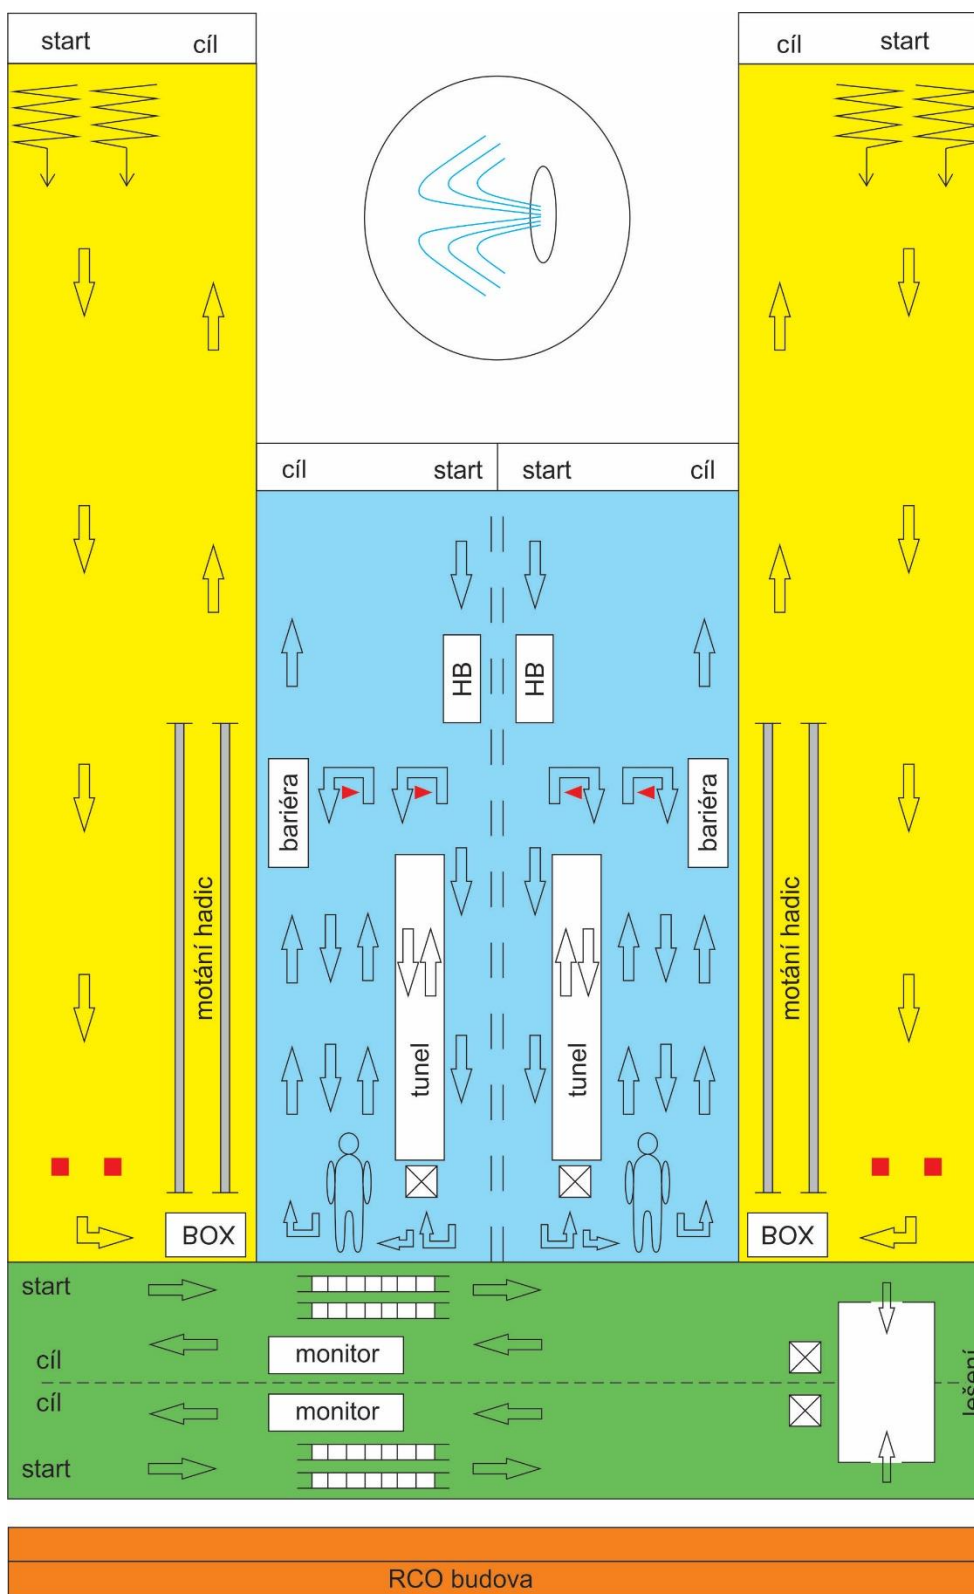 start cíl cíl start
cíl start start cíl
HB HB
bariéra bariéra
motání hadic motání hadic
tunel tunel
BOX BOX
start
monitor
cíl
lešení
cíl
monitor
start
RCO budova